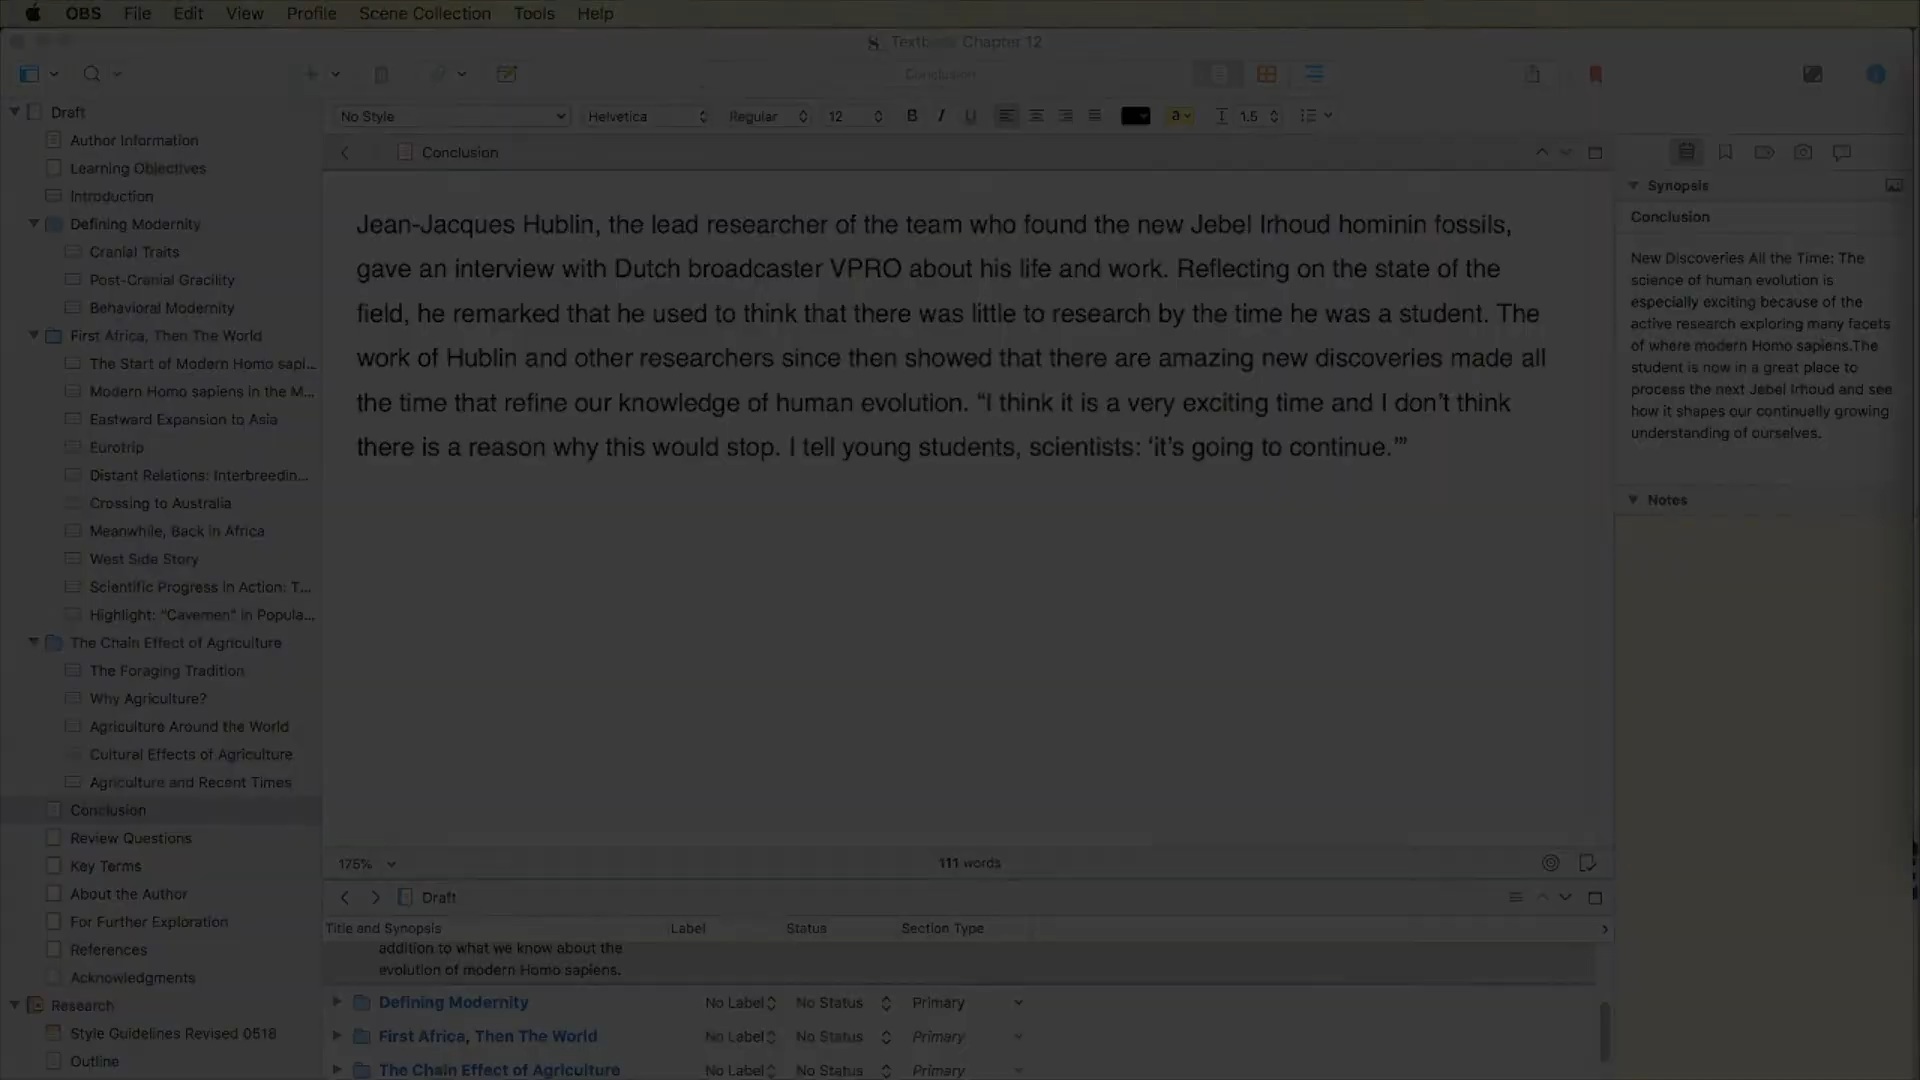 OBS File Edit View Profile Scene Collection Tools Help
Textbook Chapter 12
Conclusion
No Style Helvetica Regular 12 B I U a 1.5
Conclusion
Draft
Author Information
Learning Objectives
Introduction
Defining Modernity
Cranial Traits
Post-Cranial Gracility
Behavioral Modernity
First Africa, Then The World
The Start of Modern Homo sapi...
Modern Homo sapiens in the M...
Eastward Expansion to Asia
Eurotrip
Distant Relations: Interbreedin...
Crossing to Australia
Meanwhile, Back in Africa
West Side Story
Scientific Progress in Action: T...
Highlight: “Cavemen” in Popula...
The Chain Effect of Agriculture
The Foraging Tradition
Why Agriculture?
Agriculture Around the World
Cultural Effects of Agriculture
Agriculture and Recent Times
Conclusion
Review Questions
Key Terms
About the Author
For Further Exploration
References
Acknowledgments
Research
Style Guidelines Revised 0518
Outline
Jean-Jacques Hublin, the lead researcher of the team who found the new Jebel Irhoud hominin fossils,
gave an interview with Dutch broadcaster VPRO about his life and work. Reflecting on the state of the
field, he remarked that he used to think that there was little to research by the time he was a student. The
work of Hublin and other researchers since then showed that there are amazing new discoveries made all
the time that refine our knowledge of human evolution. “I think it is a very exciting time and I don’t think
there is a reason why this would stop. I tell young students, scientists: ‘it’s going to continue.’”
175%
111 words
Draft
Title and Synopsis Label Status Section Type
addition to what we know about the
evolution of modern Homo sapiens.
Defining Modernity No Label No Status Primary
First Africa, Then The World No Label No Status Primary
The Chain Effect of Agriculture No Label No Status Primary
Synopsis
Conclusion
New Discoveries All the Time: The
science of human evolution is
especially exciting because of the
active research exploring many facets
of where modern Homo sapiens.The
student is now in a great place to
process the next Jebel Irhoud and see
how it shapes our continually growing
understanding of ourselves.
Notes